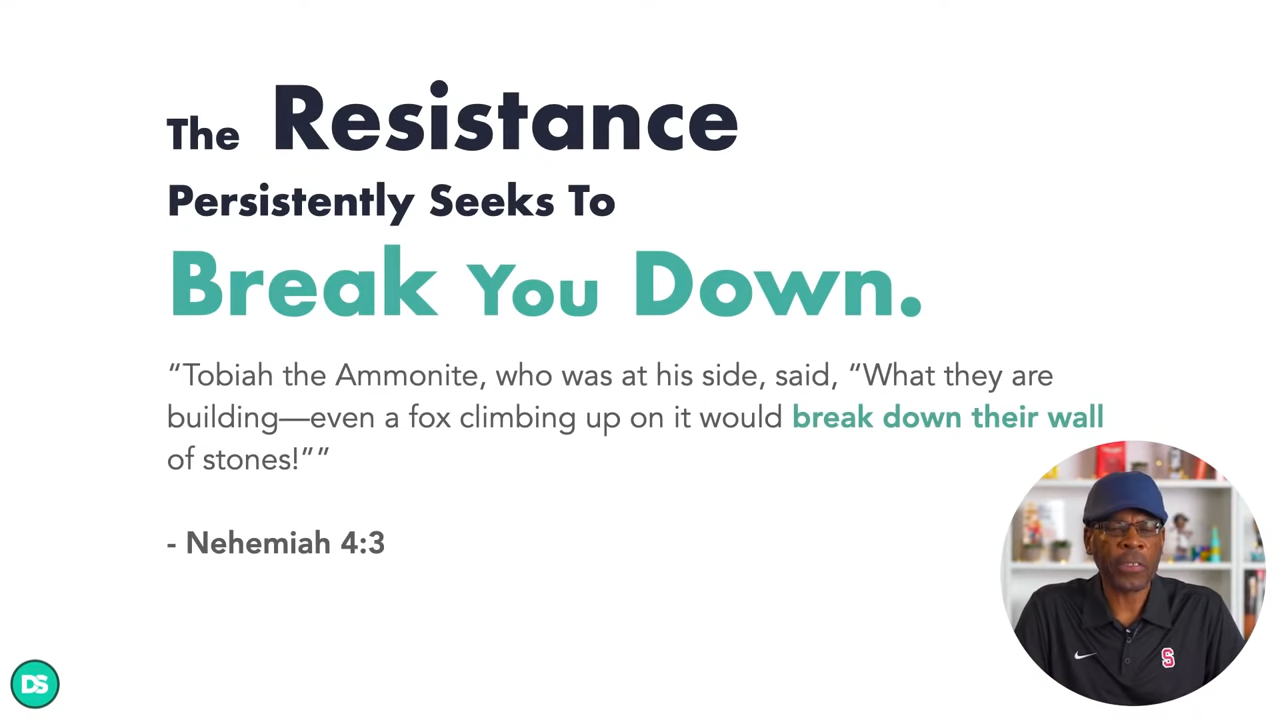 The Resistance
Persistently Seeks To
Break You Down.
“Tobiah the Ammonite, who was at his side, said, “What they are
building—even a fox climbing up on it would break down their wall
of stones!””
- Nehemiah 4:3
S
DS